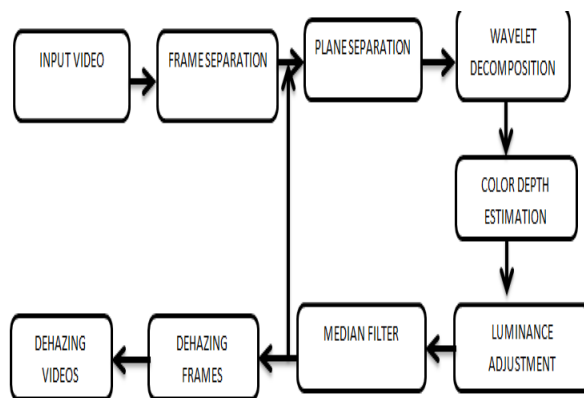 INPUT VIDEO
FRAME SEPARATION
PLANE SEPARATION
WAVELET
DECOMPOSITION
COLOR DEPTH
ESTIMATION
LUMINANCE
ADJUSTMENT
MEDIAN FILTER
DEHAZING
FRAMES
DEHAZING
VIDEOS